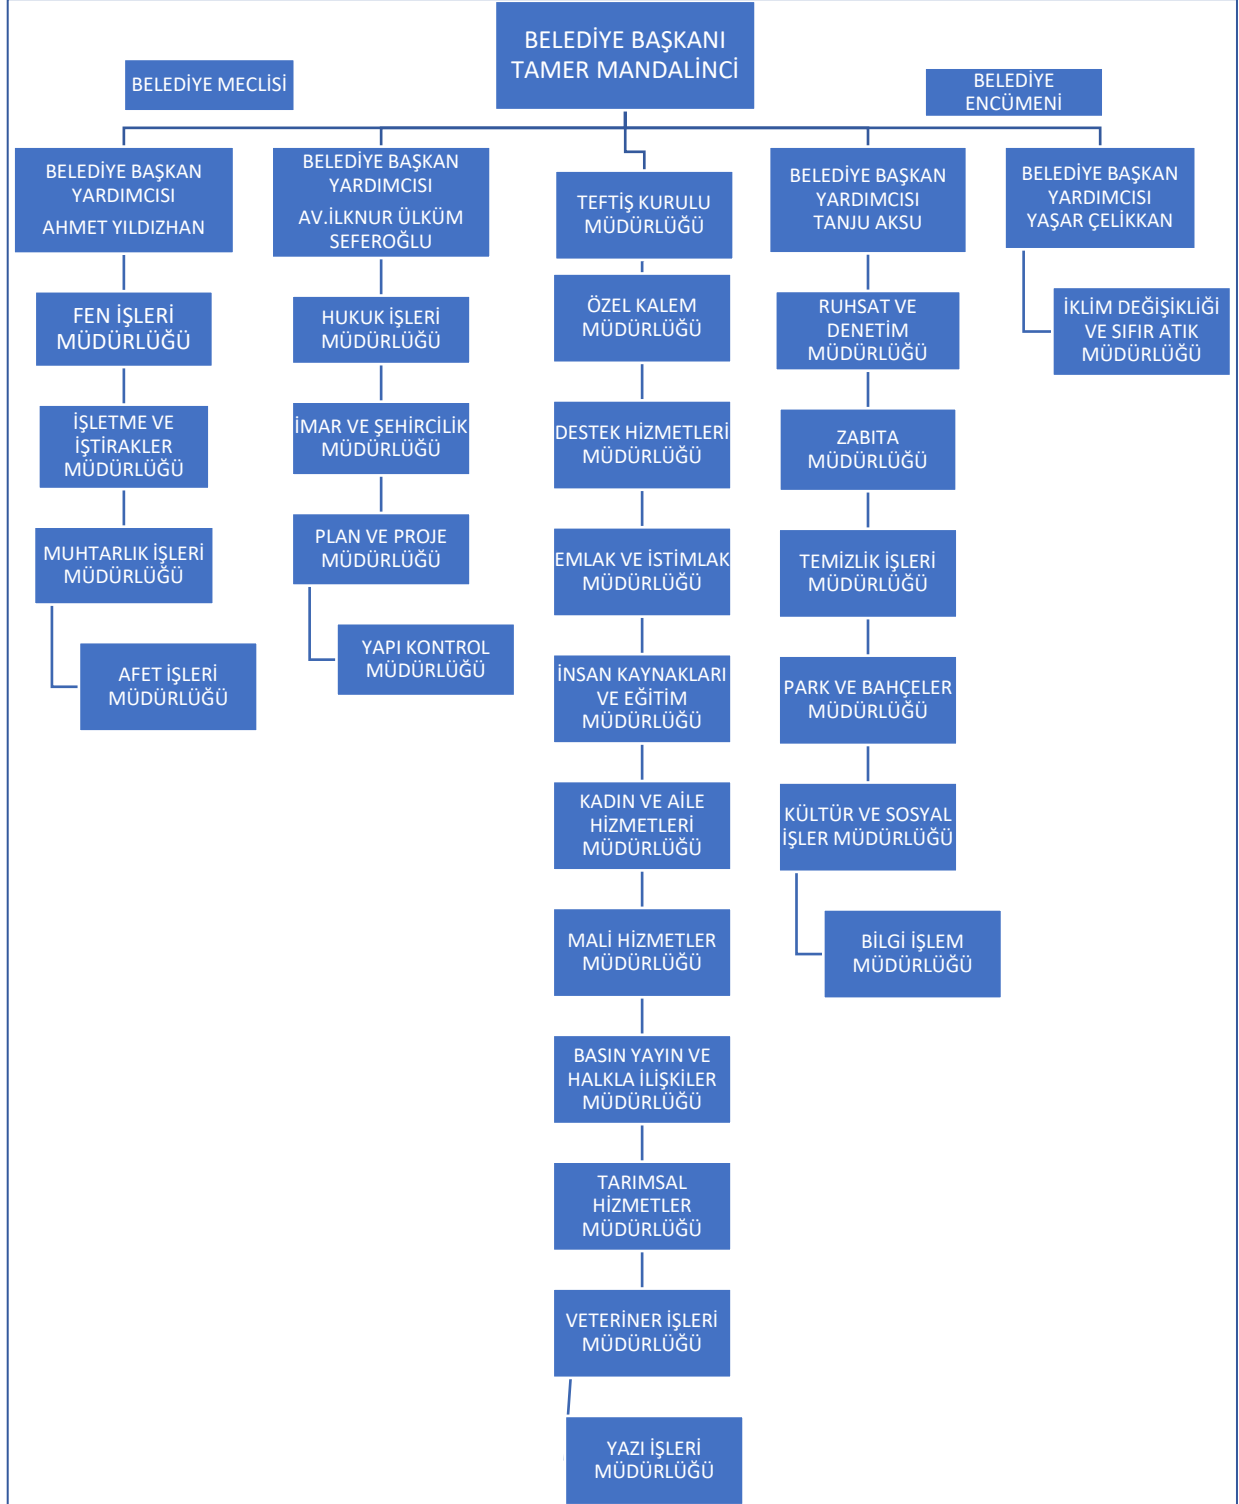 BELEDİYE BAŞKANI
TAMER MANDALİNCİ
BELEDİYE MECLİSİ
BELEDİYE
ENCÜMENİ
BELEDİYE BAŞKAN
YARDIMCISI
AHMET YILDIZHAN
FEN İŞLERİ
MÜDÜRLÜĞÜ
İŞLETME VE
İŞTİRAKLER
MÜDÜRLÜĞÜ
MUHTARLIK İŞLERİ
MÜDÜRLÜĞÜ
AFET İŞLERİ
MÜDÜRLÜĞÜ
BELEDİYE BAŞKAN
YARDIMCISI
AV.İLKNUR ÜLKÜM
SEFEROĞLU
HUKUK İŞLERİ
MÜDÜRLÜĞÜ
İMAR VE ŞEHİRCİLİK
MÜDÜRLÜĞÜ
PLAN VE PROJE
MÜDÜRLÜĞÜ
YAPI KONTROL
MÜDÜRLÜĞÜ
TEFTİŞ KURULU
MÜDÜRLÜĞÜ
ÖZEL KALEM
MÜDÜRLÜĞÜ
DESTEK HİZMETLERİ
MÜDÜRLÜĞÜ
EMLAK VE İSTİMLAK
MÜDÜRLÜĞÜ
İNSAN KAYNAKLARI
VE EĞİTİM
MÜDÜRLÜĞÜ
KADIN VE AİLE
HİZMETLERİ
MÜDÜRLÜĞÜ
MALİ HİZMETLER
MÜDÜRLÜĞÜ
BASIN YAYIN VE
HALKLA İLİŞKİLER
MÜDÜRLÜĞÜ
TARIMSAL
HİZMETLER
MÜDÜRLÜĞÜ
VETERİNER İŞLERİ
MÜDÜRLÜĞÜ
YAZI İŞLERİ
MÜDÜRLÜĞÜ
BELEDİYE BAŞKAN
YARDIMCISI
TANJU AKSU
RUHSAT VE
DENETİM
MÜDÜRLÜĞÜ
ZABITA
MÜDÜRLÜĞÜ
TEMİZLİK İŞLERİ
MÜDÜRLÜĞÜ
PARK VE BAHÇELER
MÜDÜRLÜĞÜ
KÜLTÜR VE SOSYAL
İŞLER MÜDÜRLÜĞÜ
BİLGİ İŞLEM
MÜDÜRLÜĞÜ
BELEDİYE BAŞKAN
YARDIMCISI
YAŞAR ÇELİKKAN
İKLİM DEĞİŞİKLİĞİ
VE SIFIR ATIK
MÜDÜRLÜĞÜ